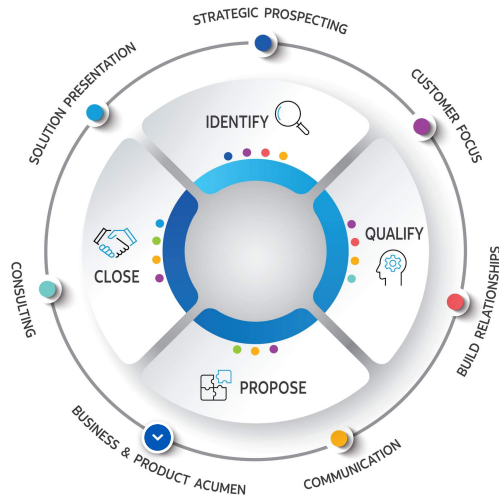 STRATEGIC PROSPECTING
CUSTOMER FOCUS
BUILD RELATIONSHIPS
COMMUNICATION
BUSINESS & PRODUCT ACUMEN
CONSULTING
SOLUTION PRESENTATION
IDENTIFY
QUALIFY
PROPOSE
CLOSE